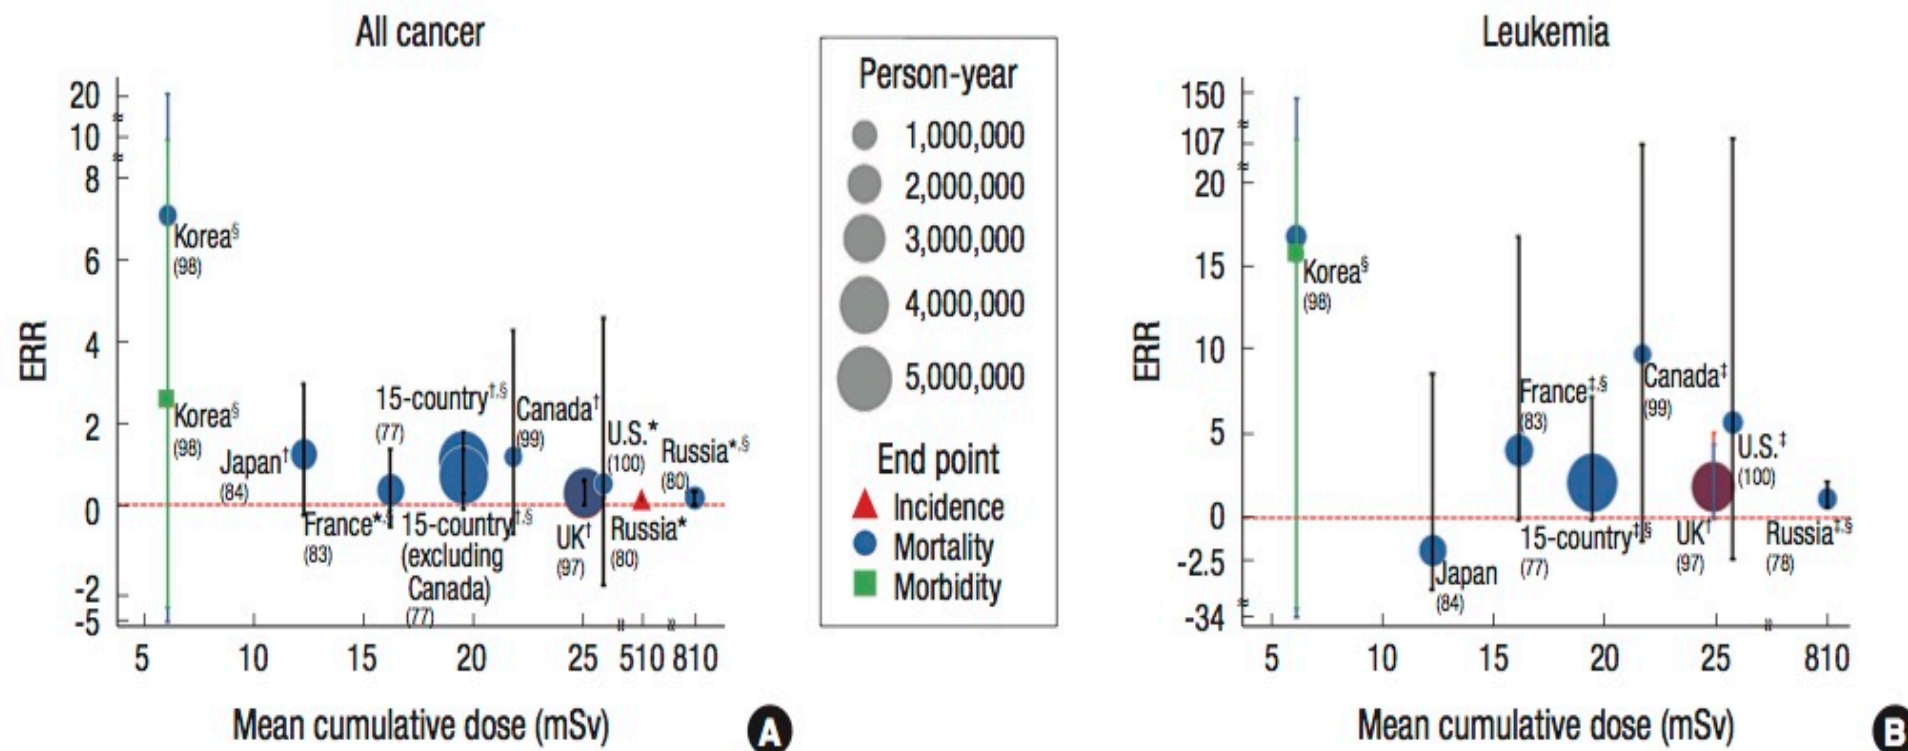 All cancer
ERR
20
10
8
6
4
2
0
-2
-5
Korea§
(98)
Korea§
(98)
Japan†
(84)
France*,§
(83)
15-country†,§
(77)
15-country†,§
(excluding
Canada)
(77)
Canada†
(99)
UK†
(97)
U.S.*
(100)
Russia*
(80)
Russia*,§
(80)
5 10 15 20 25 510 810
Mean cumulative dose (mSv)
A
Person-year
1,000,000
2,000,000
3,000,000
4,000,000
5,000,000
End point
Incidence
Mortality
Morbidity
Leukemia
ERR
150
107
20
15
10
5
0
-2.5
-34
Korea§
(98)
Japan
(84)
France‡,§
(83)
15-country‡,§
(77)
Canada‡
(99)
UK†
(97)
U.S.‡
(100)
Russia‡,§
(78)
5 10 15 20 25 810
Mean cumulative dose (mSv)
B